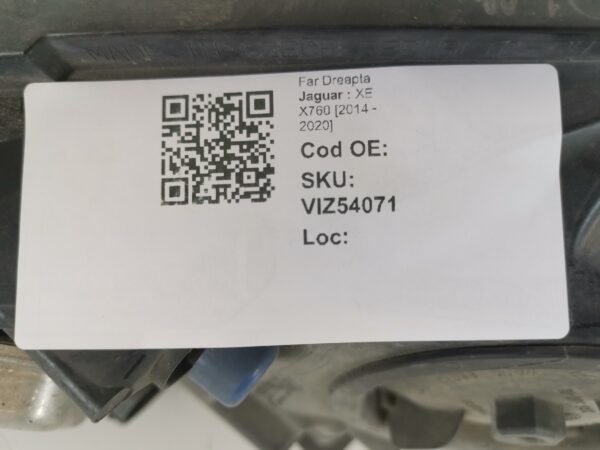 Far Dreapta
Jaguar : XE
X760 [2014 -
2020]
Cod OE:
SKU:
VIZ54071
Loc: